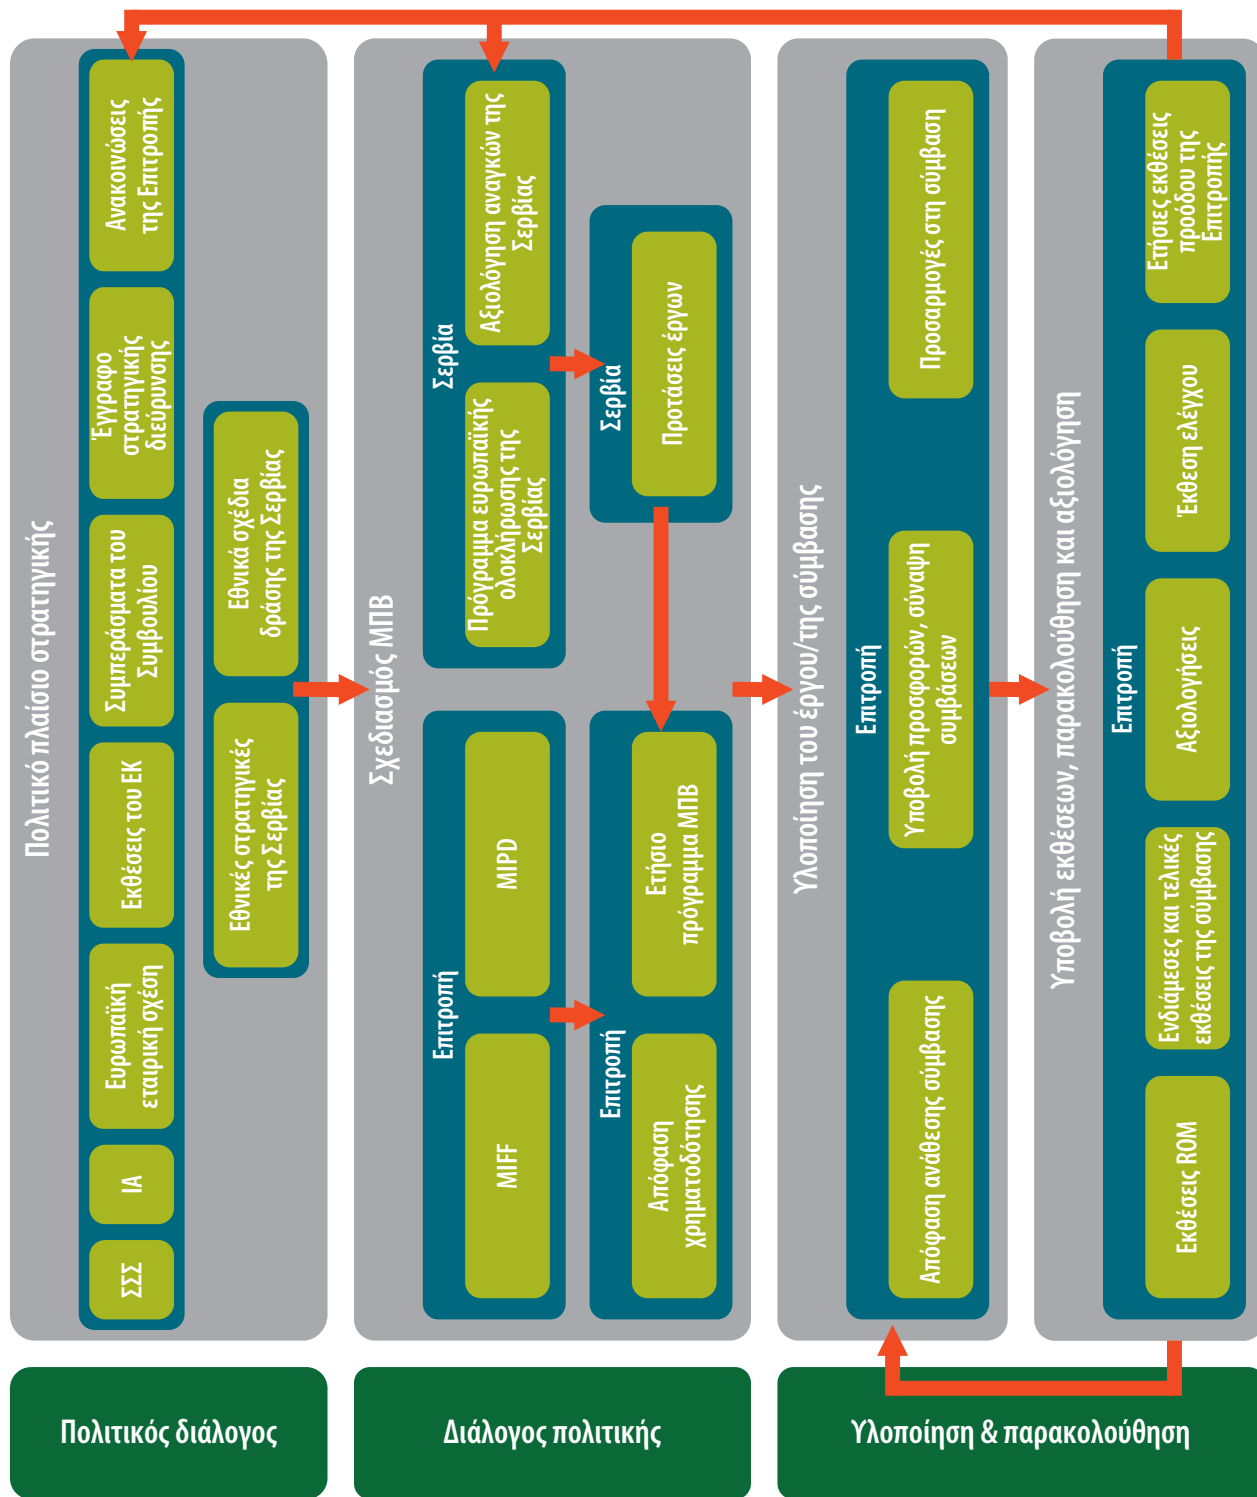 Πολιτικό πλαίσιο στρατηγικής
ΣΣΣ
ΙΑ
Ευρωπαϊκή
εταιρική σχέση
Εκθέσεις του ΕΚ
Συμπεράσματα του
Συμβουλίου
Έγγραφο
στρατηγικής
διεύρυνσης
Ανακοινώσεις
της Επιτροπής
Εθνικές στρατηγικές
της Σερβίας
Εθνικά σχέδια
δράσης της Σερβίας
Σχεδιασμός ΜΠΒ
Επιτροπή
MIFF
MIPD
Σερβία
Πρόγραμμα ευρωπαϊκής
ολοκλήρωσης της
Σερβίας
Αξιολόγηση αναγκών της
Σερβίας
Επιτροπή
Απόφαση
χρηματοδότησης
Ετήσιο
πρόγραμμα ΜΠΒ
Σερβία
Προτάσεις έργων
Υλοποίηση του έργου/της σύμβασης
Επιτροπή
Απόφαση ανάθεσης σύμβασης
Υποβολή προσφορών, σύναψη
συμβάσεων
Προσαρμογές στη σύμβαση
Υποβολή εκθέσεων, παρακολούθηση και αξιολόγηση
Επιτροπή
Εκθέσεις ROM
Ενδιάμεσες και τελικές
εκθέσεις της σύμβασης
Αξιολογήσεις
Έκθεση ελέγχου
Ετήσιες εκθέσεις
προόδου της
Επιτροπής
Πολιτικός διάλογος
Διάλογος πολιτικής
Υλοποίηση & παρακολούθηση